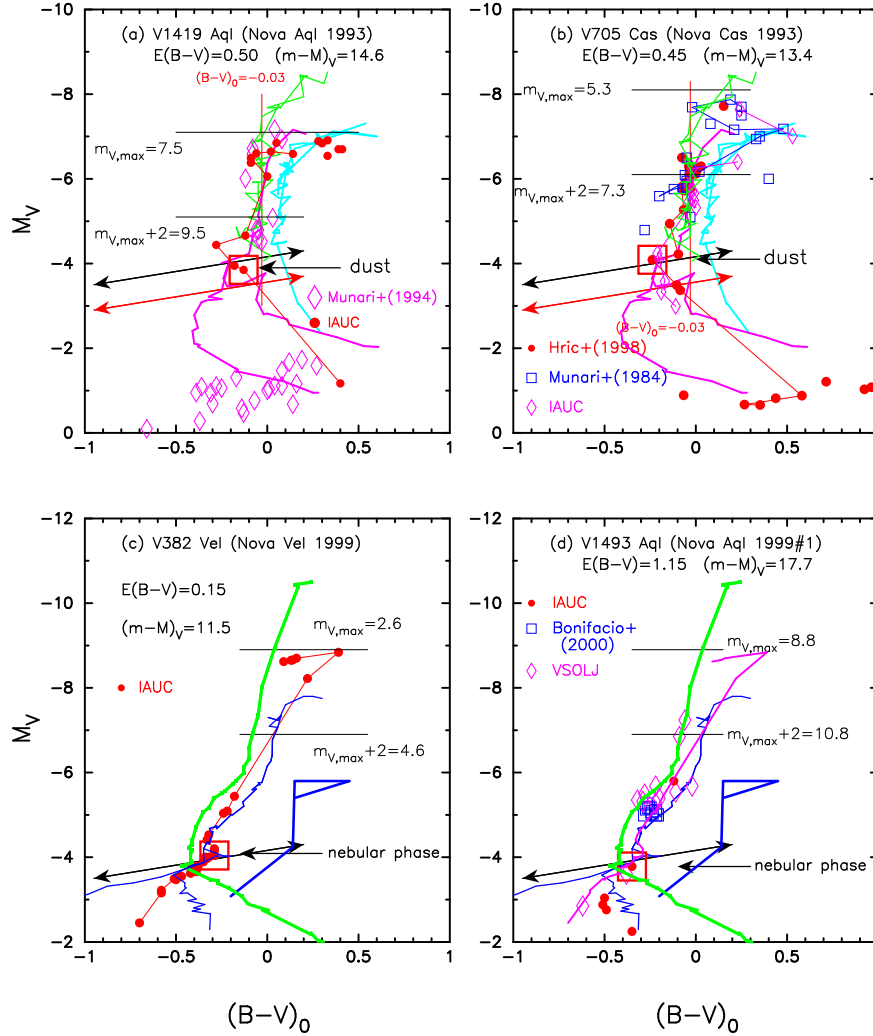 (a) V1419 Aql (Nova Aql 1993)
E(B−V)=0.50 (m−M)V=14.6
(B−V)0=−0.03
mV,max=7.5
mV,max+2=9.5
dust
Munari+(1994)
IAUC
MV
−10
−8
−6
−4
−2
0
−1
−0.5
0
0.5
1
(b) V705 Cas (Nova Cas 1993)
E(B−V)=0.45 (m−M)V=13.4
mV,max=5.3
mV,max+2=7.3
dust
(B−V)0=−0.03
Hric+(1998)
Munari+(1984)
IAUC
−10
−8
−6
−4
−2
0
−1
−0.5
0
0.5
(c) V382 Vel (Nova Vel 1999)
E(B−V)=0.15
(m−M)V=11.5
mV,max=2.6
IAUC
mV,max+2=4.6
nebular phase
MV
−12
−10
−8
−6
−4
−2
−1
−0.5
0
0.5
1
(B−V)0
(d) V1493 Aql (Nova Aql 1999#1)
E(B−V)=1.15 (m−M)V=17.7
IAUC
Bonifacio+
(2000)
VSOLJ
mV,max=8.8
mV,max+2=10.8
nebular phase
−12
−10
−8
−6
−4
−2
−1
−0.5
0
0.5
1
(B−V)0